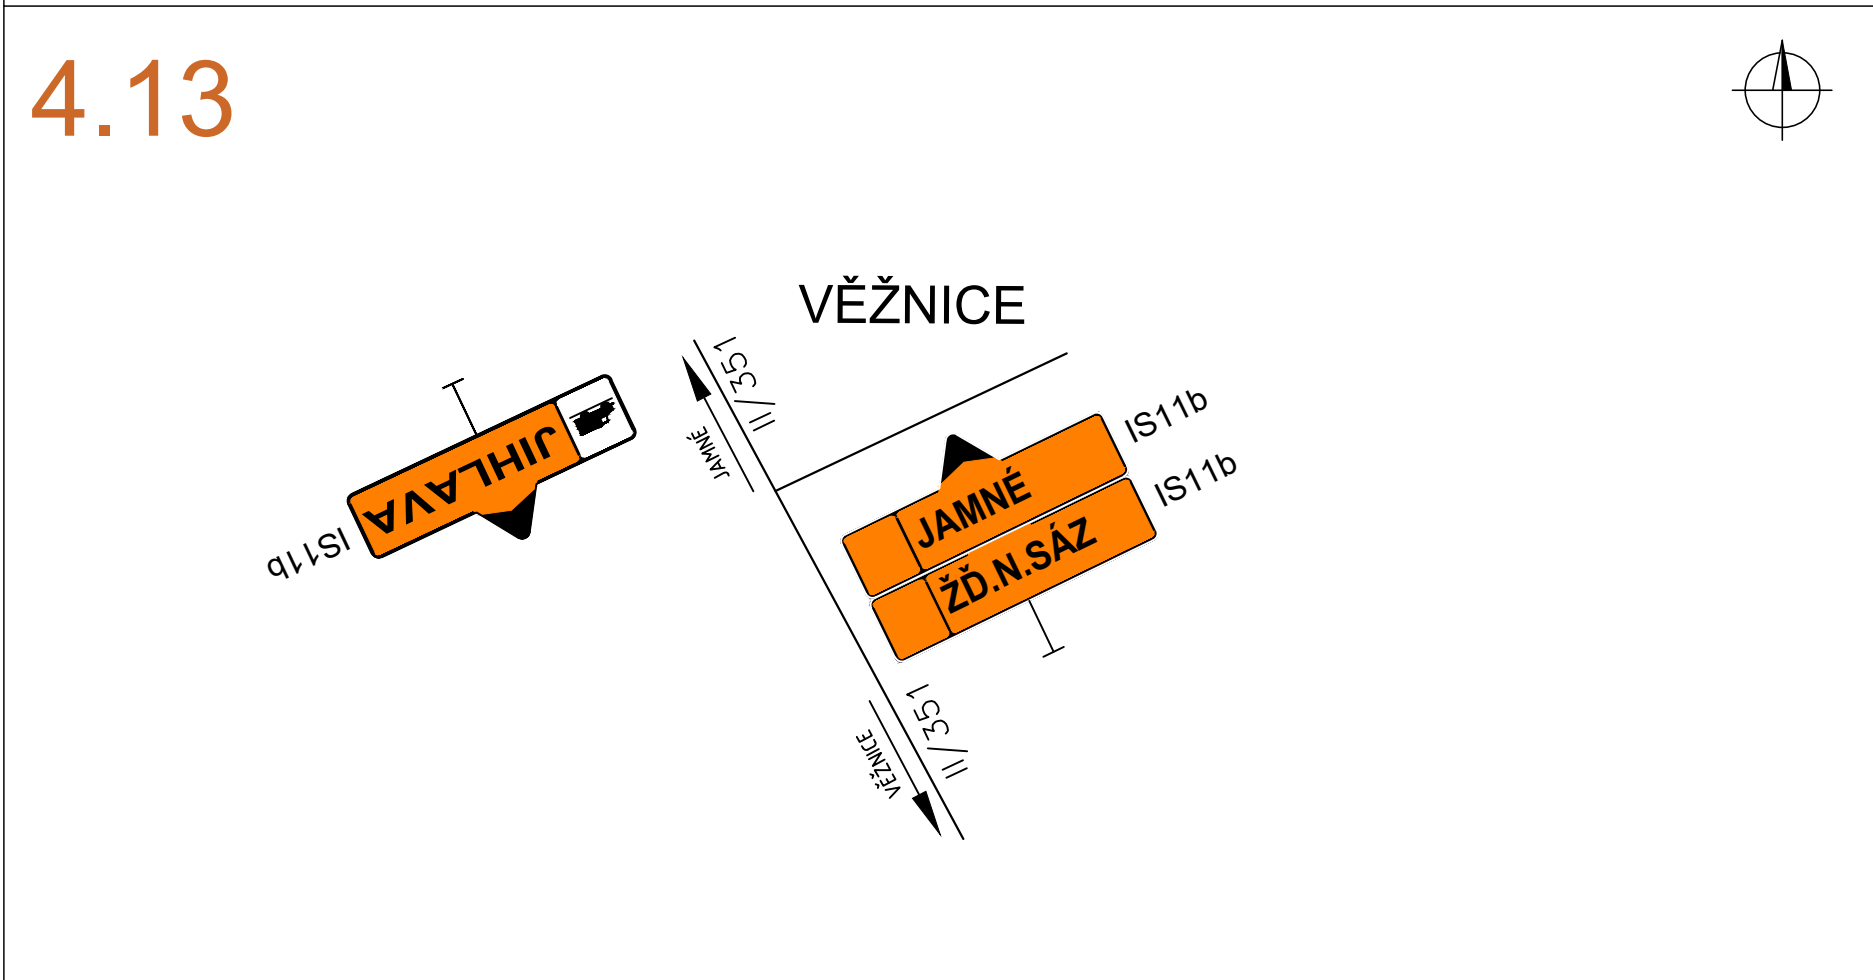 4.13
VĚŽNICE
II/351
JAMNÉ
IS11b
JIHLAVA
IS11b
JAMNÉ
IS11b
ŽĎ.N.SÁZ
II/351
VĚŽNICE